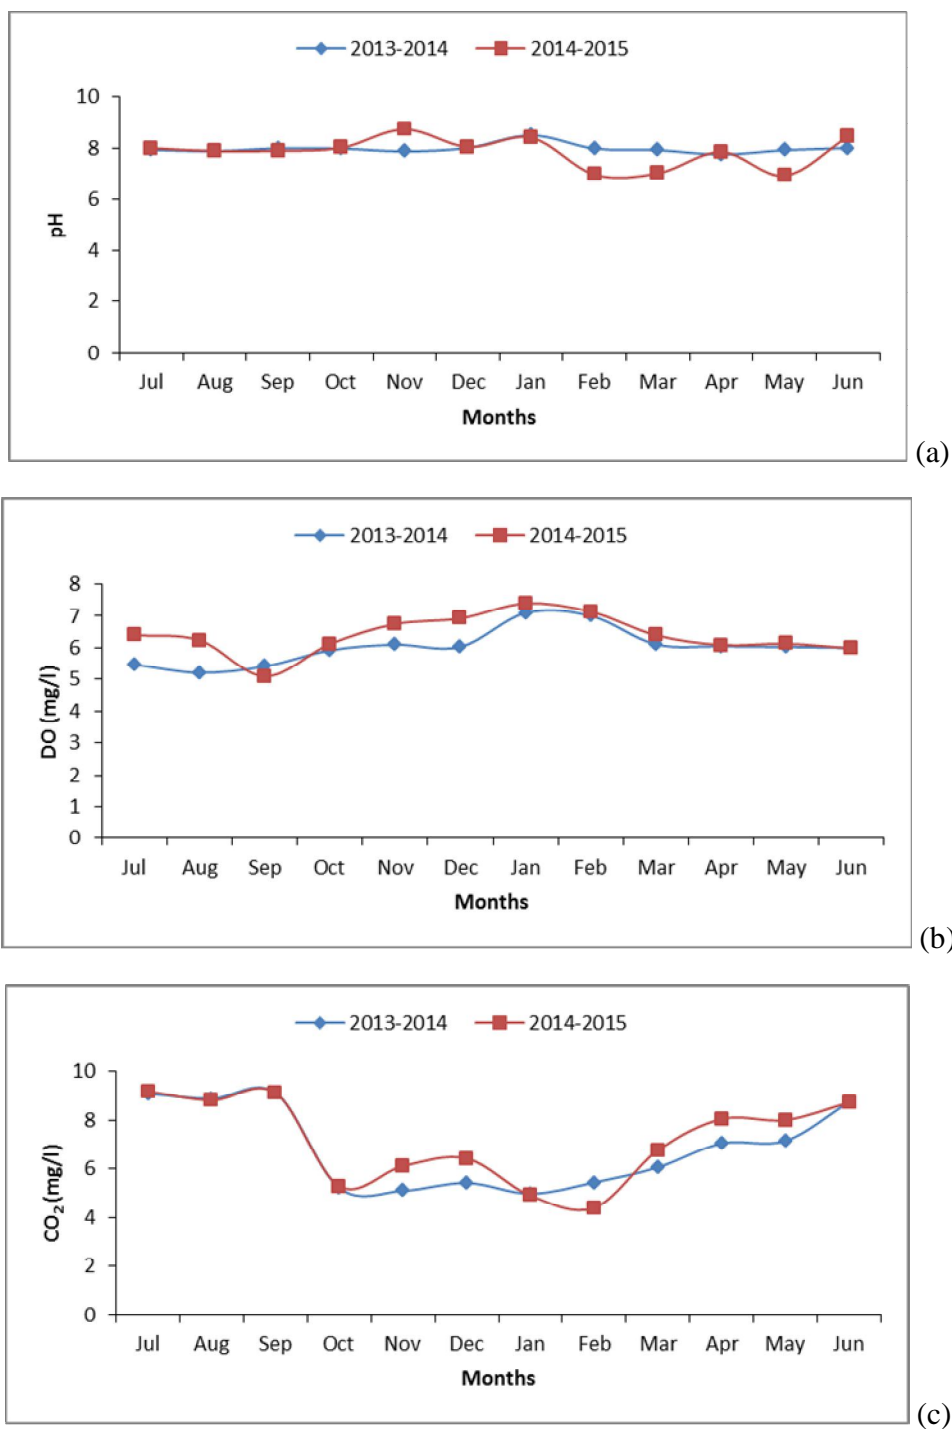 2013-2014 2014-2015
10
8
6
4
2
0
pH
Jul Aug Sep Oct Nov Dec Jan Feb Mar Apr May Jun
Months
(a)
2013-2014 2014-2015
8
7
6
5
4
3
2
1
0
DO (mg/l)
Jul Aug Sep Oct Nov Dec Jan Feb Mar Apr May Jun
Months
(b)
2013-2014 2014-2015
10
8
6
4
2
0
CO₂(mg/l)
Jul Aug Sep Oct Nov Dec Jan Feb Mar Apr May Jun
Months
(c)